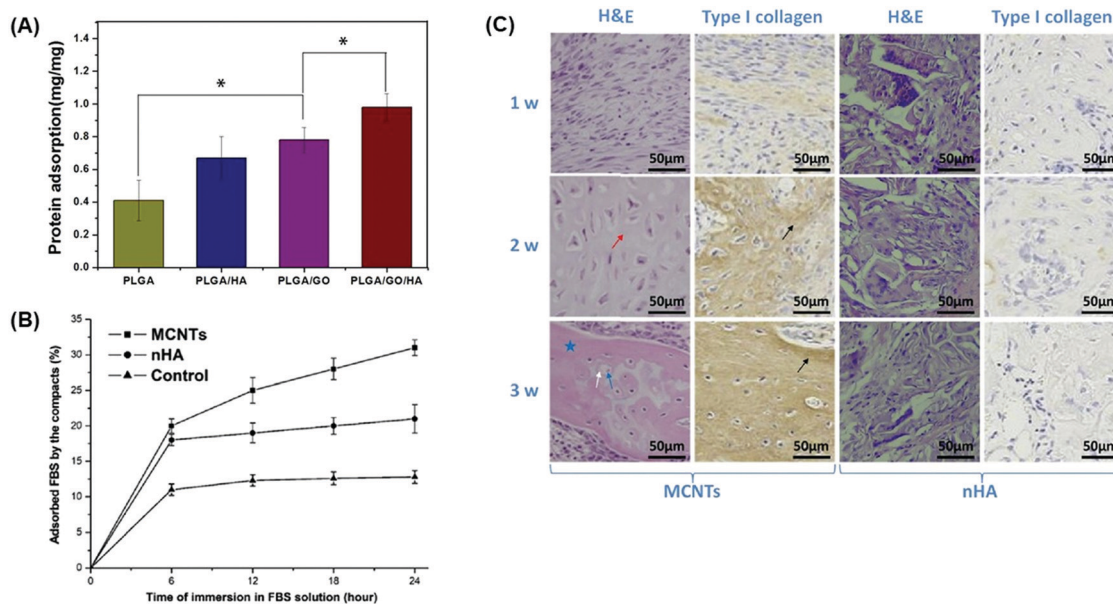 (A)
Protein adsorption(mg/mg)
1.4
1.2
1.0
0.8
0.6
0.4
0.2
0.0
*
*
PLGA PLGA/HA PLGA/GO PLGA/GO/HA
(B)
Adsorbed FBS by the compacts (%)
35
30
25
20
15
10
5
0
MCNTs
nHA
Control
0 6 12 18 24
Time of immersion in FBS solution (hour)
(C)
H&E Type I collagen H&E Type I collagen
1 w
50μm 50μm 50μm 50μm
2 w
50μm 50μm 50μm 50μm
3 w
50μm 50μm 50μm 50μm
MCNTs nHA